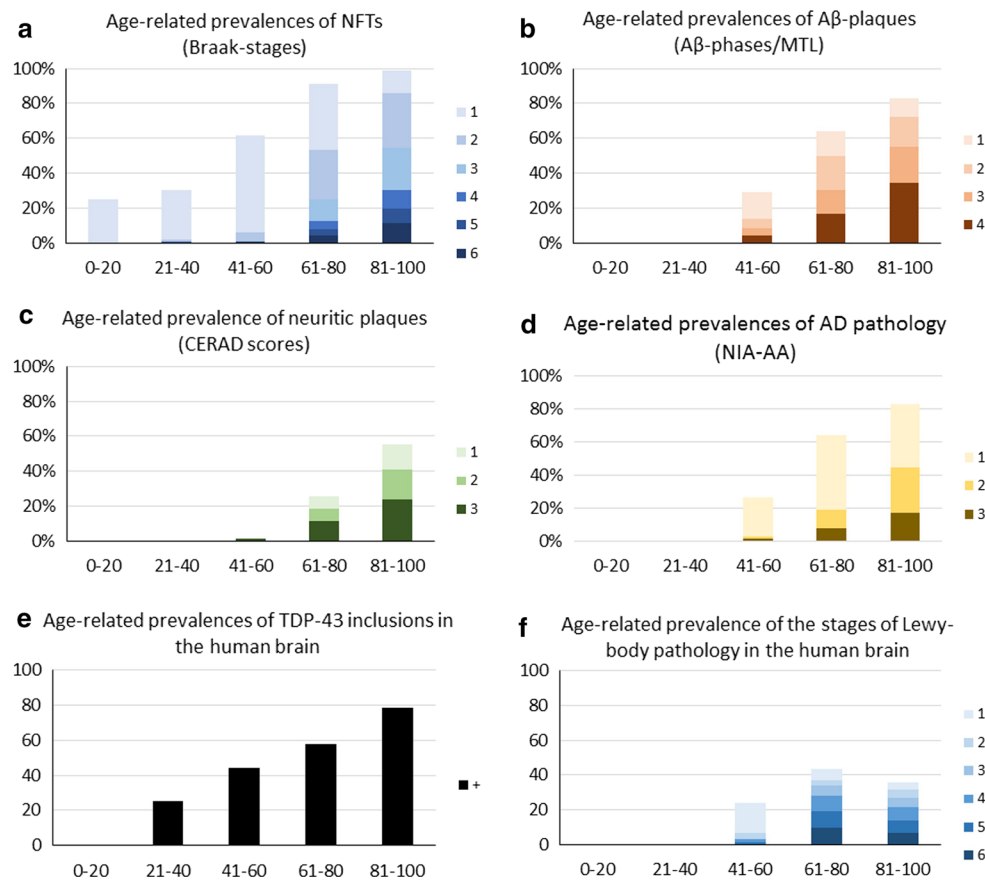 a
Age-related prevalences of NFTs
(Braak-stages)
100%
80%
60%
40%
20%
0%
0-20 21-40 41-60 61-80 81-100
1
2
3
4
5
6
b
Age-related prevalences of Aβ-plaques
(Aβ-phases/MTL)
100%
80%
60%
40%
20%
0%
0-20 21-40 41-60 61-80 81-100
1
2
3
4
c
Age-related prevalence of neuritic plaques
(CERAD scores)
100%
80%
60%
40%
20%
0%
0-20 21-40 41-60 61-80 81-100
1
2
3
d
Age-related prevalences of AD pathology
(NIA-AA)
100%
80%
60%
40%
20%
0%
0-20 21-40 41-60 61-80 81-100
1
2
3
e
Age-related prevalences of TDP-43 inclusions in
the human brain
100
80
60
40
20
0
0-20 21-40 41-60 61-80 81-100
+
f
Age-related prevalence of the stages of Lewy-
body pathology in the human brain
100
80
60
40
20
0
0-20 21-40 41-60 61-80 81-100
1
2
3
4
5
6